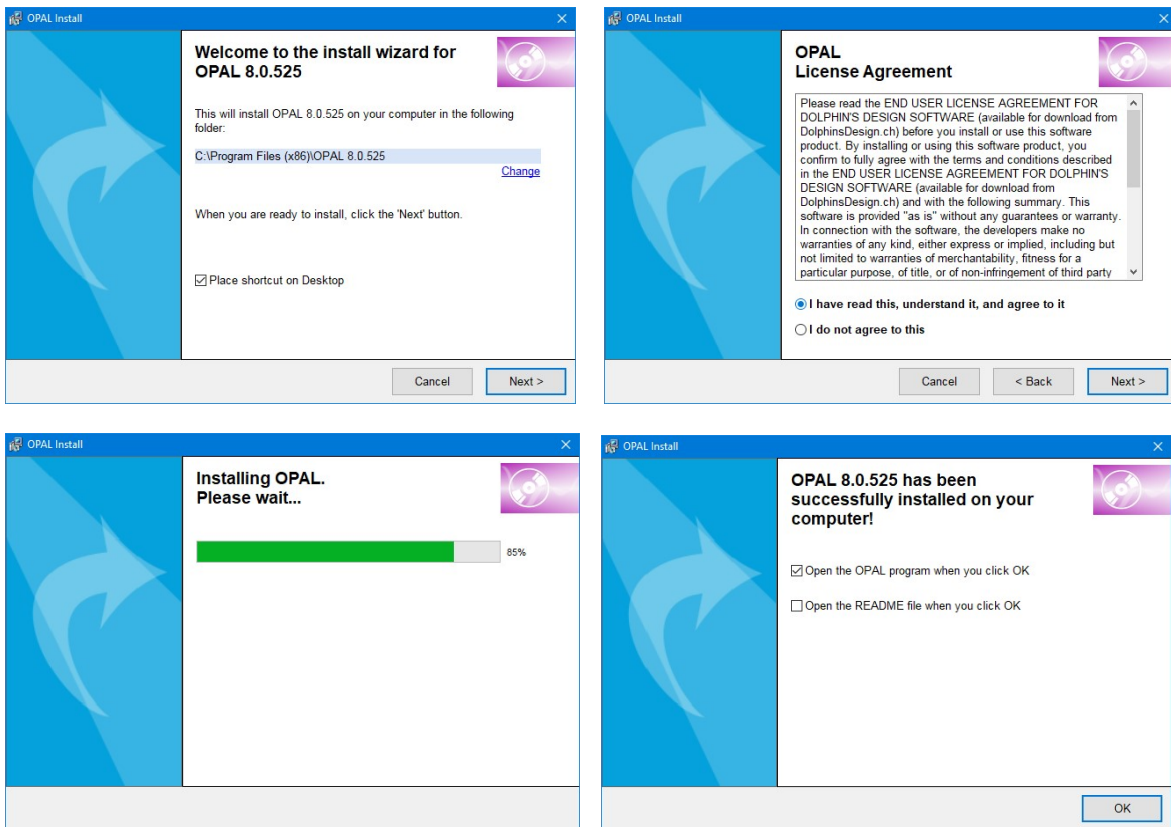 OPAL Install
Welcome to the install wizard for
OPAL 8.0.525
This will install OPAL 8.0.525 on your computer in the following
folder:
C:\Program Files (x86)\OPAL 8.0.525
Change
When you are ready to install, click the 'Next' button.
Place shortcut on Desktop
Cancel
Next >
OPAL Install
OPAL
License Agreement
Please read the END USER LICENSE AGREEMENT FOR
DOLPHIN'S DESIGN SOFTWARE (available for download from
DolphinsDesign.ch) before you install or use this software
product. By installing or using this software product, you
confirm to fully agree with the terms and conditions described
in the END USER LICENSE AGREEMENT FOR DOLPHIN'S
DESIGN SOFTWARE (available for download from
DolphinsDesign.ch) and with the following summary. This
software is provided "as is" without any guarantees or warranty.
In connection with the software, the developers make no
warranties of any kind, either express or implied, including but
not limited to warranties of merchantability, fitness for a
particular purpose, of title, or of non-infringement of third party
I have read this, understand it, and agree to it
I do not agree to this
Cancel
< Back
Next >
OPAL Install
Installing OPAL.
Please wait...
85%
OPAL Install
OPAL 8.0.525 has been
successfully installed on your
computer!
Open the OPAL program when you click OK
Open the README file when you click OK
OK